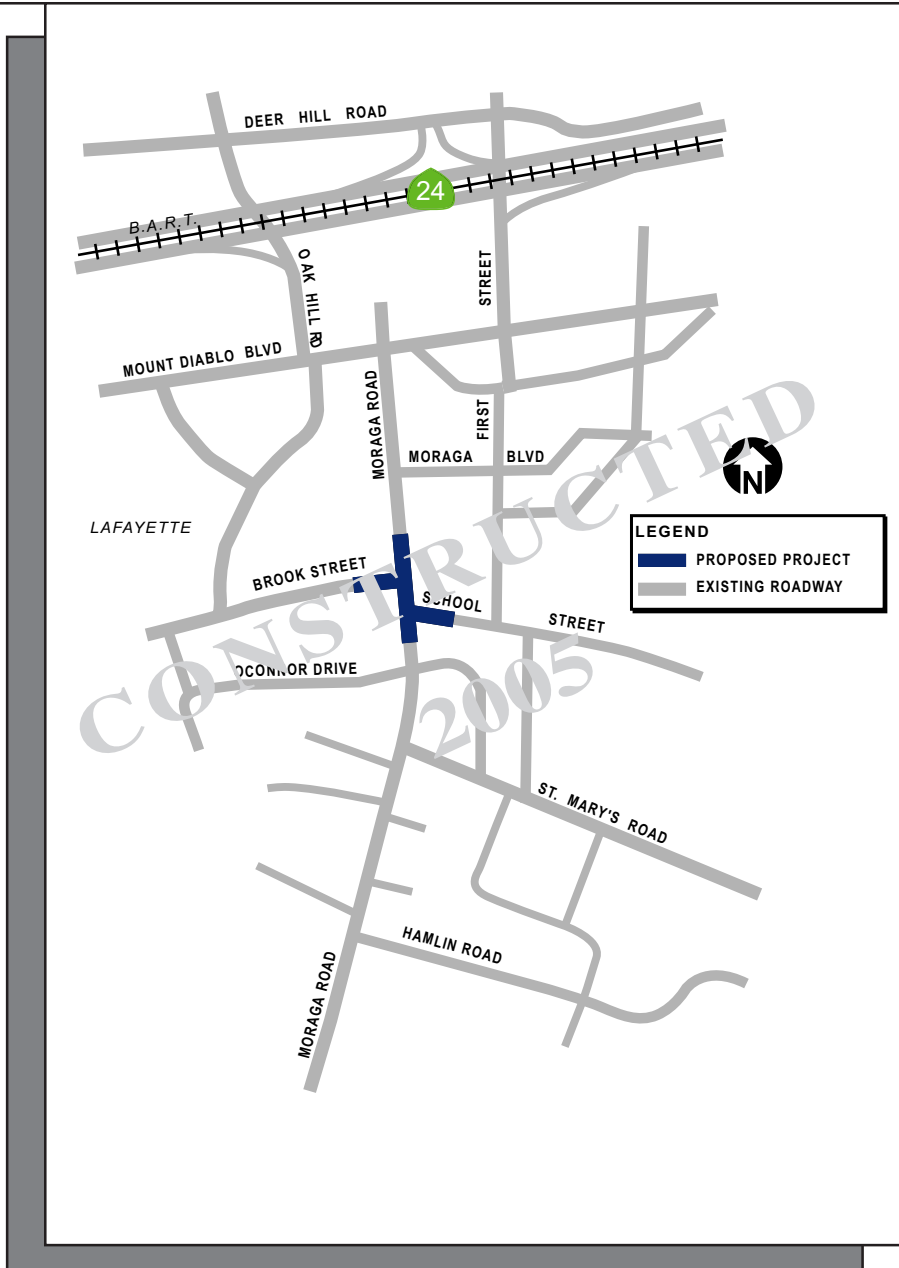 DEER HILL ROAD
24
B.A.R.T.
OAK HILL RD
STREET
MOUNT DIABLO BLVD
MORAGA ROAD
FIRST
MORAGA BLVD
N
LAFAYETTE
LEGEND
PROPOSED PROJECT
EXISTING ROADWAY
BROOK STREET
SCHOOL STREET
OCONNOR DRIVE
CONSTRUCTED
2005
ST. MARY'S ROAD
HAMLIN ROAD
MORAGA ROAD